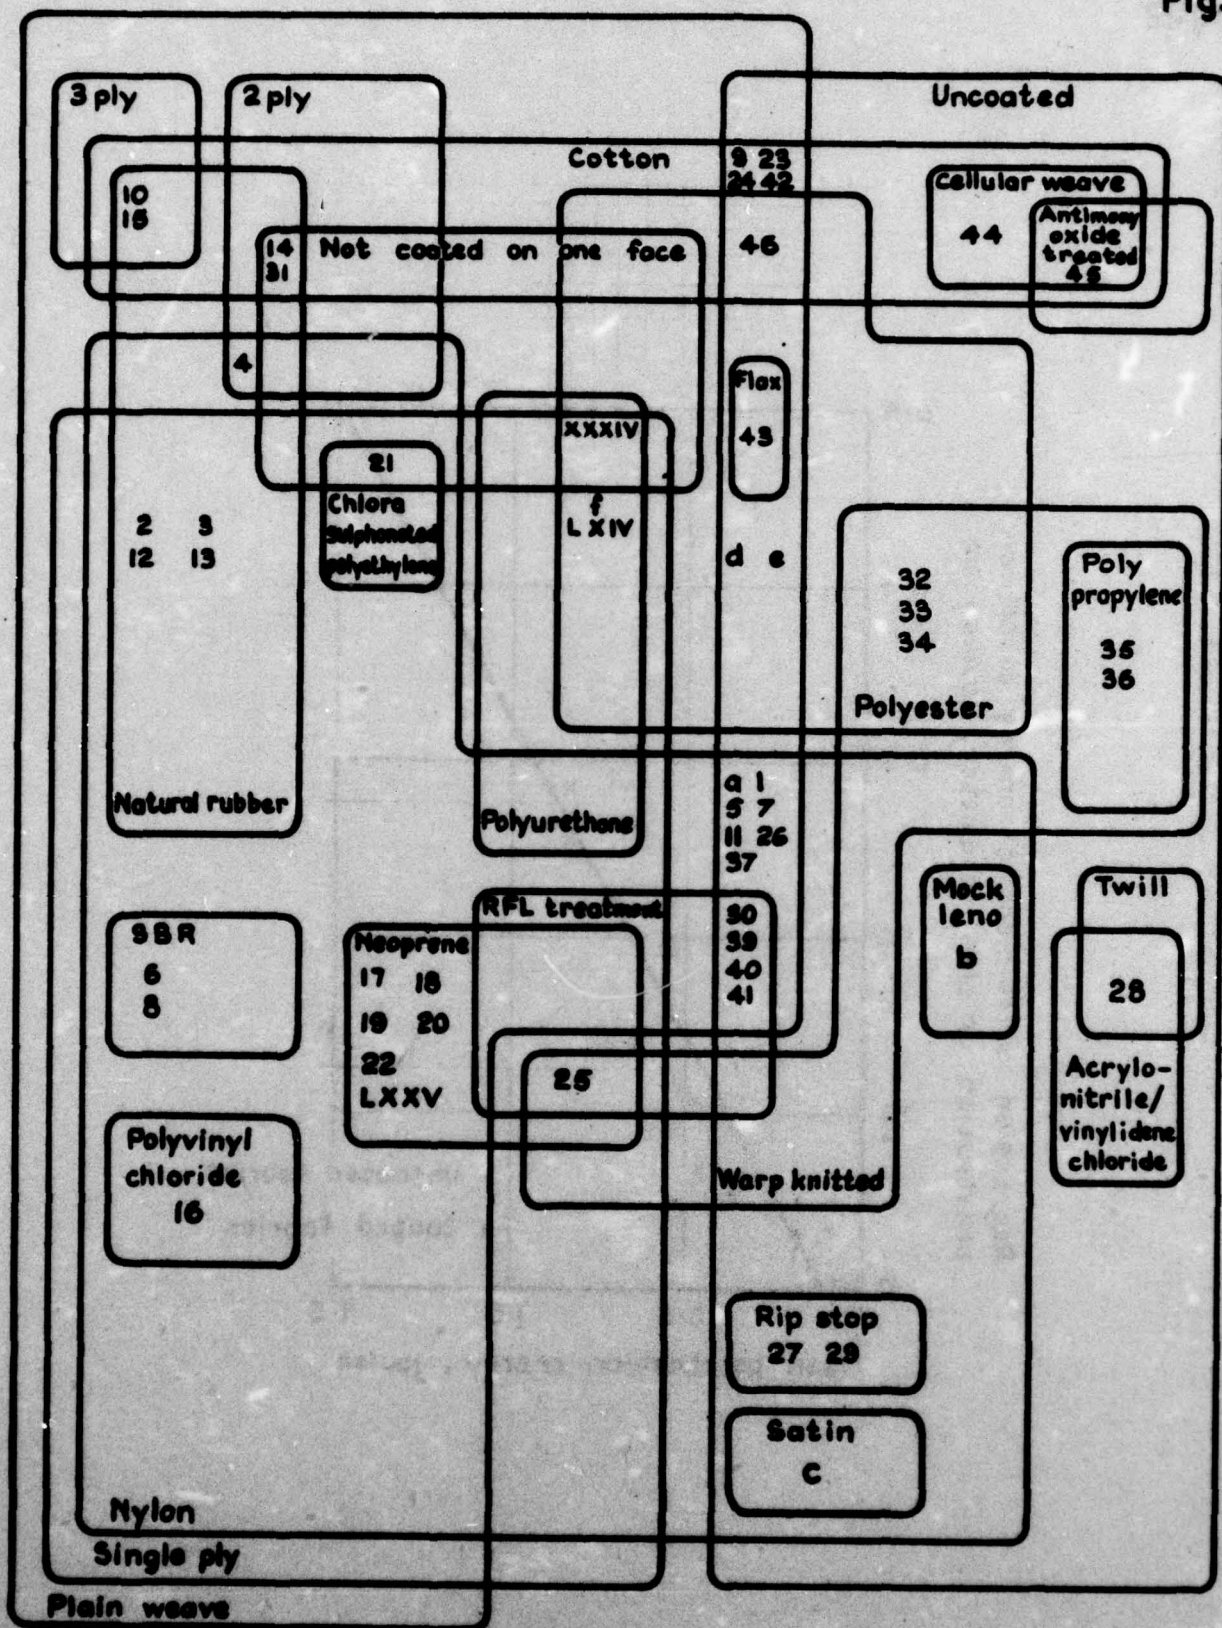 Fig.
3 ply
2 ply
Uncoated
Cotton
9 23
24 42
Cellular weave
10
15
44
Antimony
oxide
treated
45
14
31
Not coated on one face
46
4
Flax
43
XXXIV
21
Chloro
sulphonated
polyethylene
f
LXIV
2 3
12 13
d e
32
33
34
Poly
propylene
35
36
Polyester
Natural rubber
Polyurethane
a 1
5 7
11 26
37
RFL treatment
Mock
leno
b
Twill
SBR
6
8
Neoprene
17 18
19 20
22
LXXV
30
39
40
41
28
25
Acrylo-
nitrile/
vinylidene
chloride
Polyvinyl
chloride
16
Warp knitted
Rip stop
27 29
Satin
c
Nylon
Single ply
Plain weave